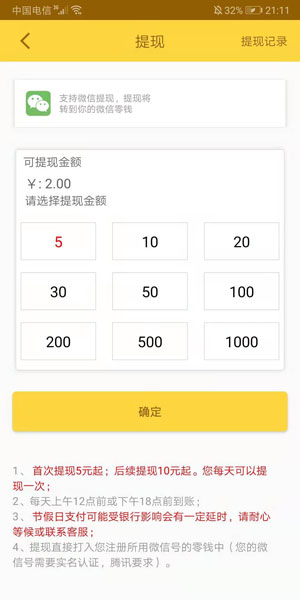 中国电信 32% 21:11
提现 提现记录
支持微信提现，提现将
转到你的微信零钱
可提现金额
￥: 2.00
请选择提现金额
5 10 20
30 50 100
200 500 1000
确定
1、 首次提现5元起；后续提现10元起。您每天可以提
现一次；
2、每天上午12点前或下午18点前到账；
3、 节假日支付可能受银行影响会有一定延时，请耐心
等候或联系客服；
4、提现直接打入您注册所用微信号的零钱中（您的微
信号需要实名认证，腾讯要求）。